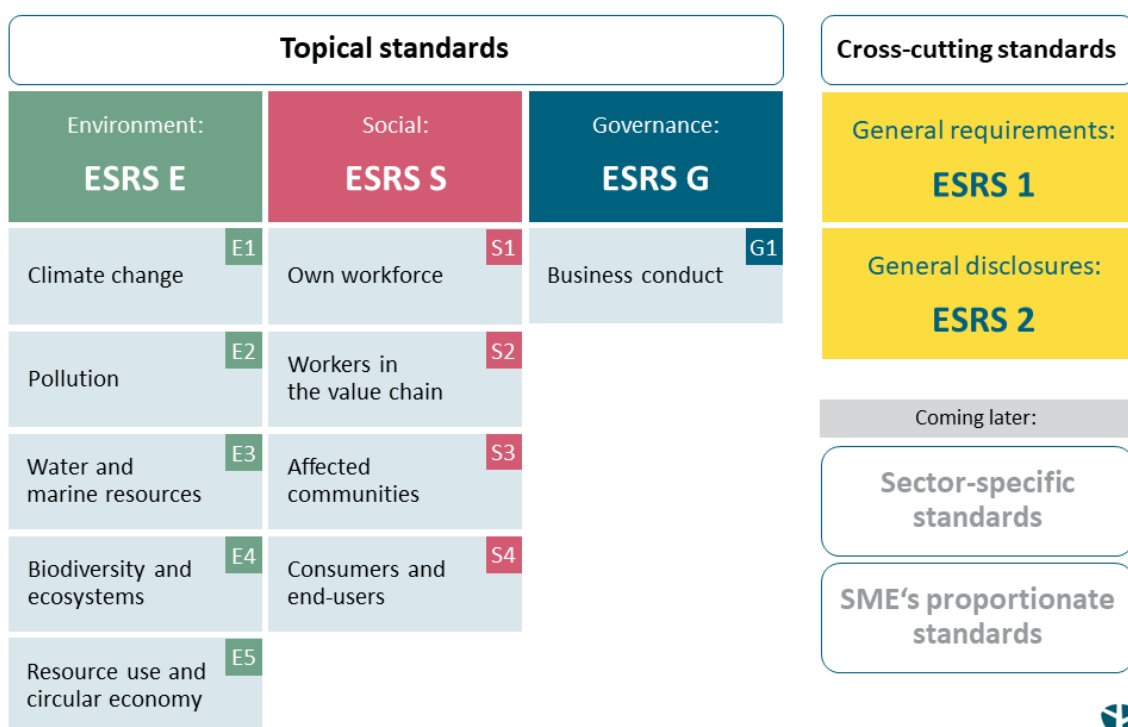 Topical standards
Environment:
ESRS E
Social:
ESRS S
Governance:
ESRS G
E1
Climate change
S1
Own workforce
G1
Business conduct
E2
Pollution
S2
Workers in
the value chain
E3
Water and
marine resources
S3
Affected
communities
E4
Biodiversity and
ecosystems
S4
Consumers and
end-users
E5
Resource use and
circular economy
Cross-cutting standards
General requirements:
ESRS 1
General disclosures:
ESRS 2
Coming later:
Sector-specific
standards
SME‘s proportionate
standards